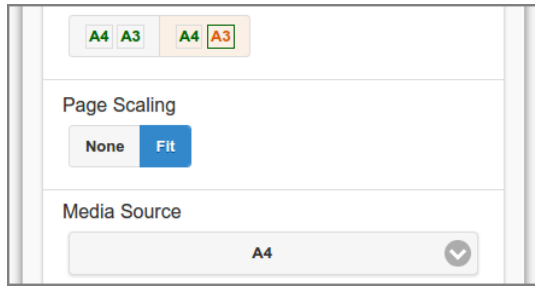 A4 A3 A4 A3
Page Scaling
None Fit
Media Source
A4